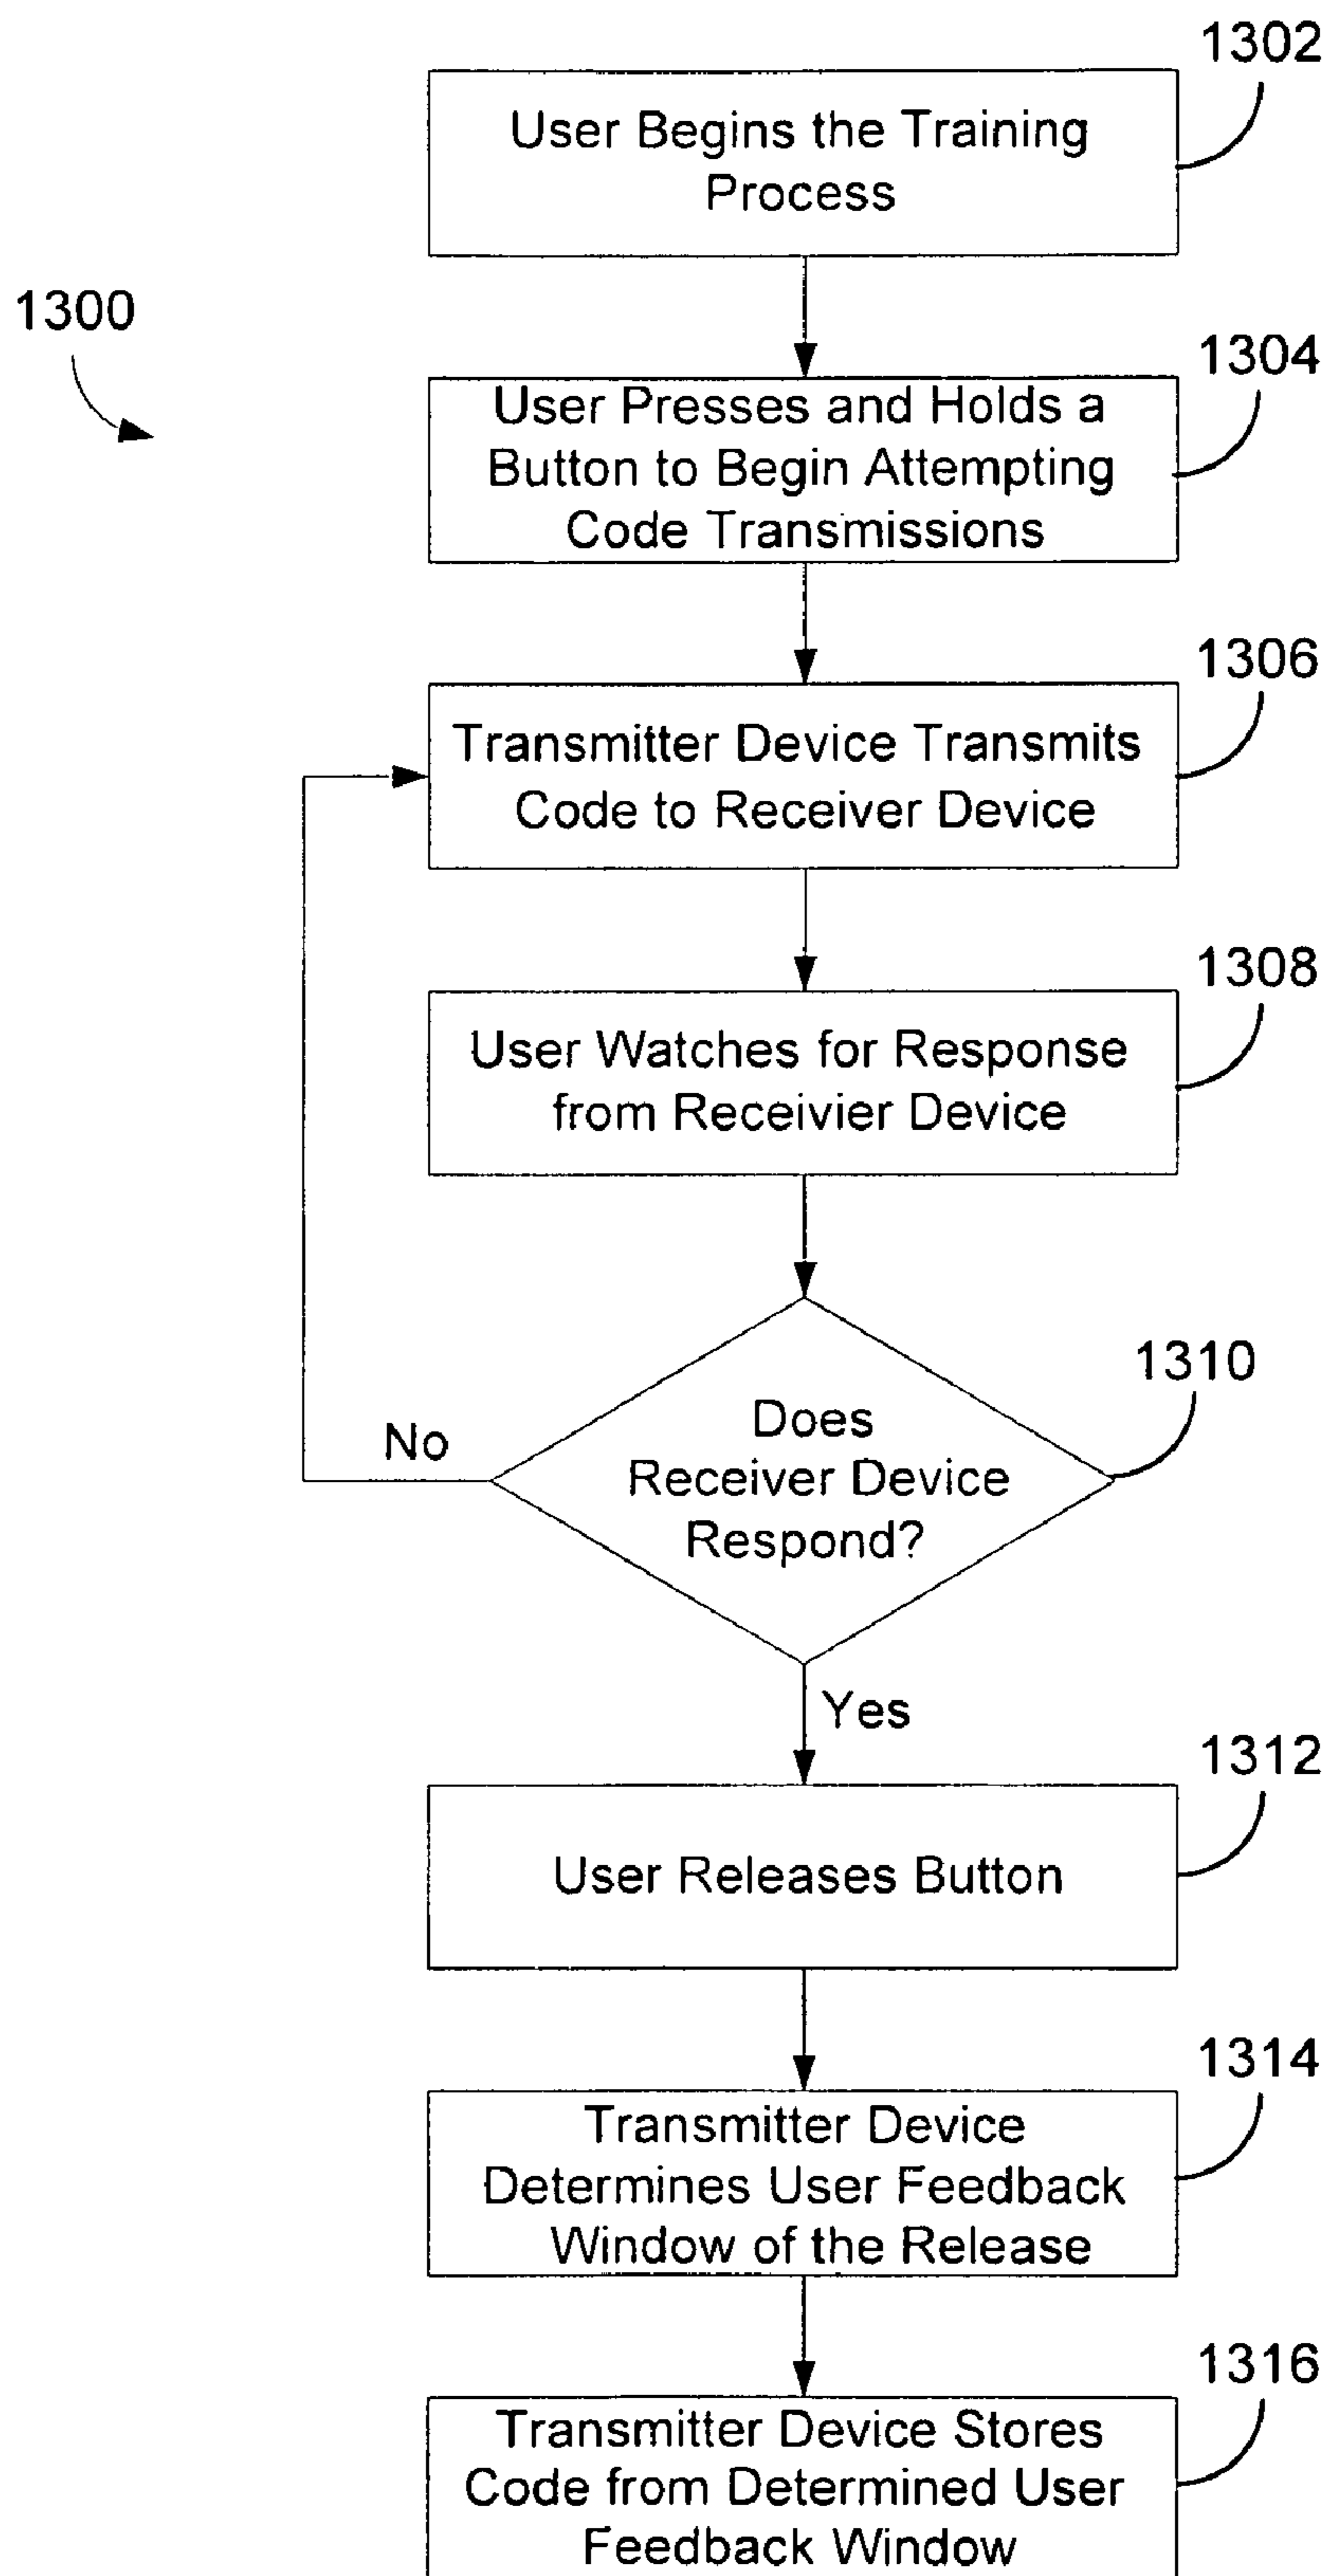 1302
User Begins the Training
Process
1300
1304
User Presses and Holds a
Button to Begin Attempting
Code Transmissions
1306
Transmitter Device Transmits
Code to Receiver Device
1308
User Watches for Response
from Receivier Device
1310
Does
Receiver Device
Respond?
No
Yes
1312
User Releases Button
1314
Transmitter Device
Determines User Feedback
Window of the Release
1316
Transmitter Device Stores
Code from Determined User
Feedback Window